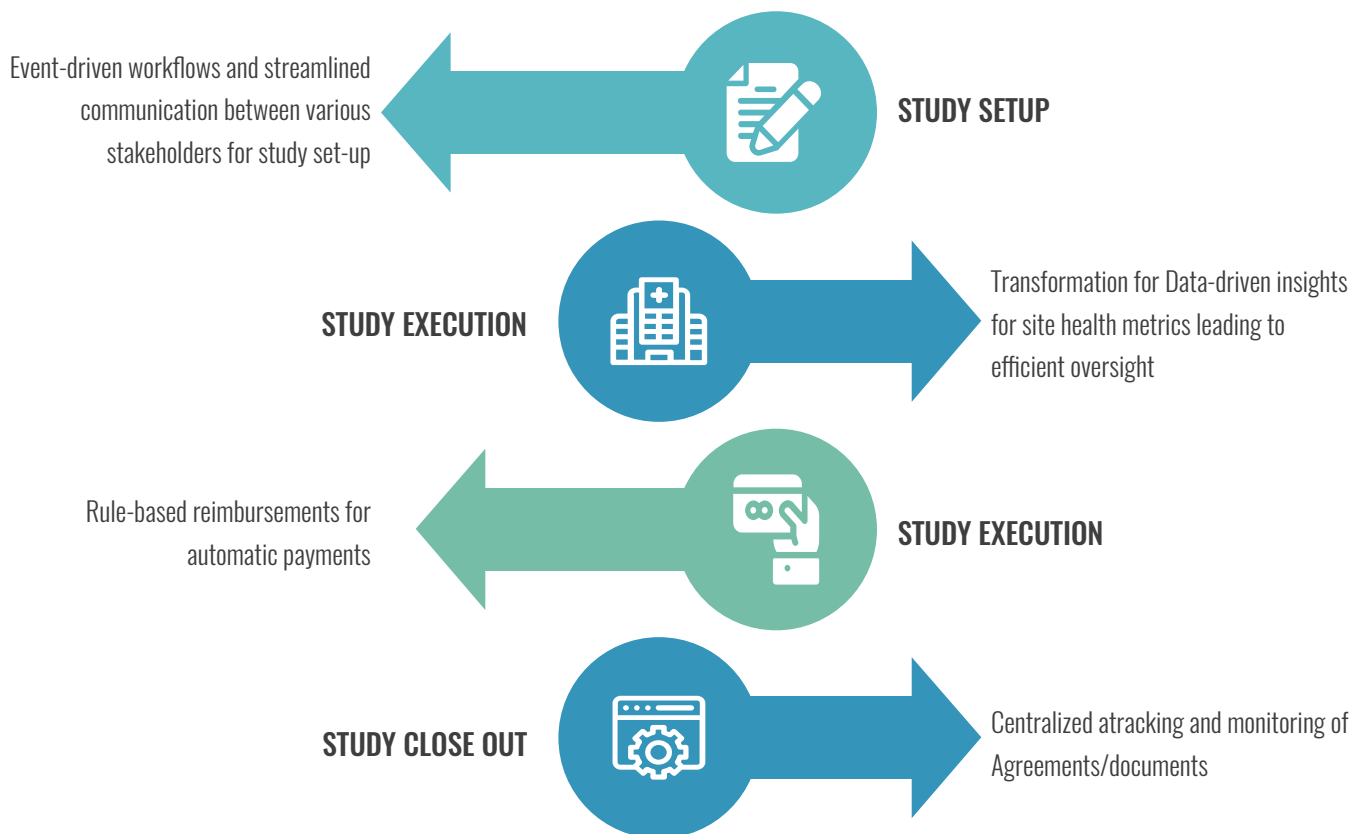 Event-driven workflows and streamlined
communication between various
stakeholders for study set-up
STUDY SETUP
STUDY EXECUTION
Transformation for Data-driven insights
for site health metrics leading to
efficient oversight
Rule-based reimbursements for
automatic payments
STUDY EXECUTION
STUDY CLOSE OUT
Centralized atracking and monitoring of
Agreements/documents